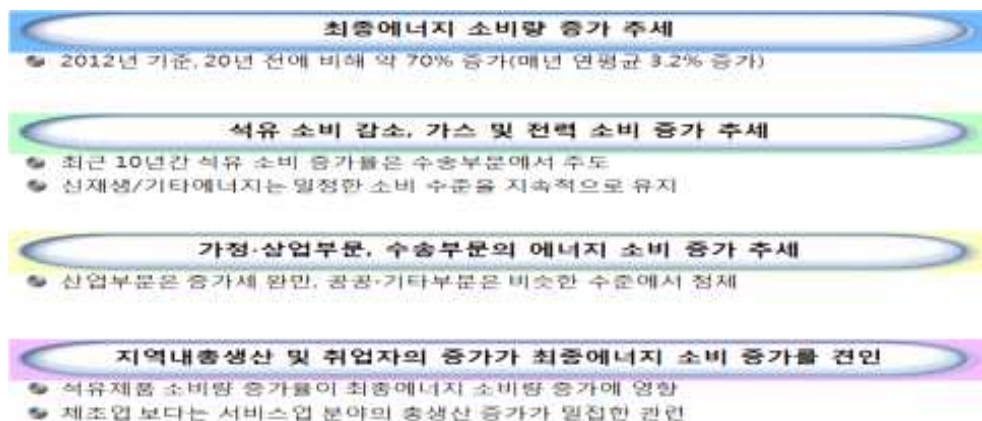 최종에너지 소비량 증가 추세
2012년 기준, 20년 전에 비해 약 70% 증가(매년 연평균 3.2% 증가)
석유 소비 감소, 가스 및 전력 소비 증가 추세
최근 10년간 석유 소비 증가율은 수송부문에서 주도
신재생/기타에너지는 일정한 소비 수준을 지속적으로 유지
가정·상업부문, 수송부문의 에너지 소비 증가 추세
산업부문은 증가세 완만, 공공·기타부문은 비슷한 수준에서 정체
지역내총생산 및 취업자의 증가가 최종에너지 소비 증가를 견인
석유제품 소비량 증가율이 최종에너지 소비량 증가에 영향
제조업 보다는 서비스업 분야의 총생산 증가가 밀접한 관련